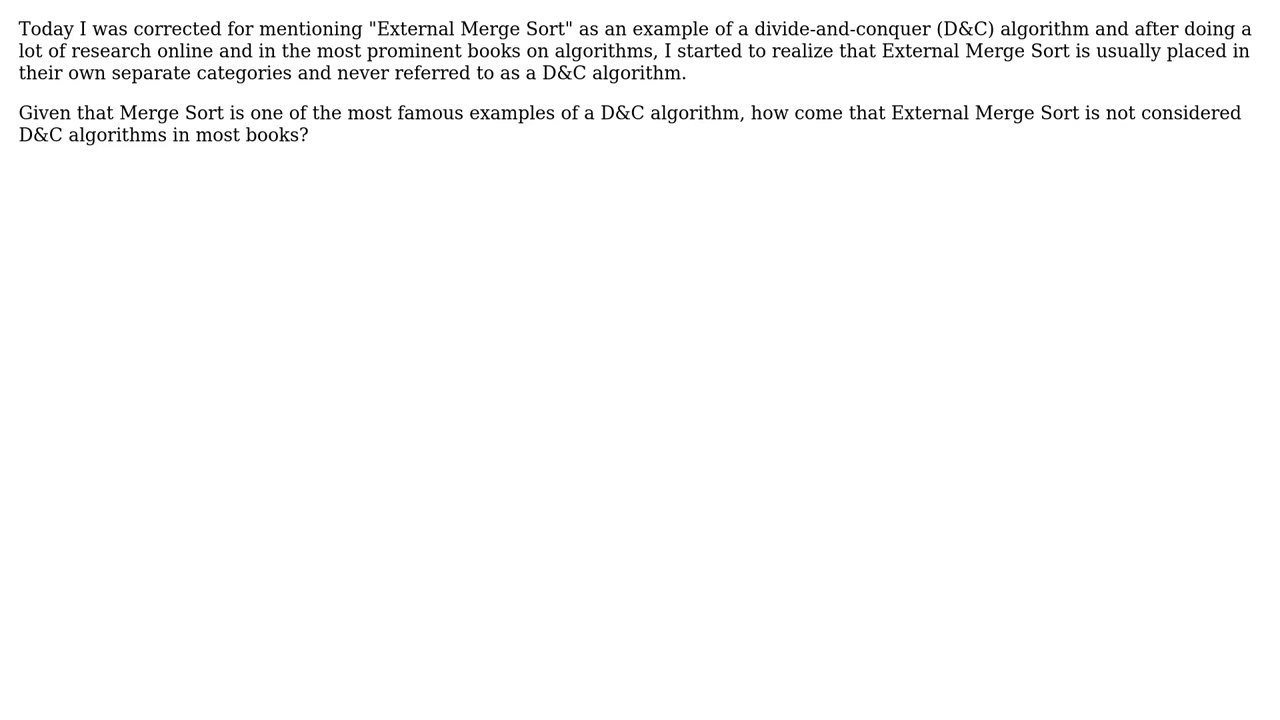 Today I was corrected for mentioning "External Merge Sort" as an example of a divide-and-conquer (D&C) algorithm and after doing a
lot of research online and in the most prominent books on algorithms, I started to realize that External Merge Sort is usually placed in
their own separate categories and never referred to as a D&C algorithm.
Given that Merge Sort is one of the most famous examples of a D&C algorithm, how come that External Merge Sort is not considered
D&C algorithms in most books?